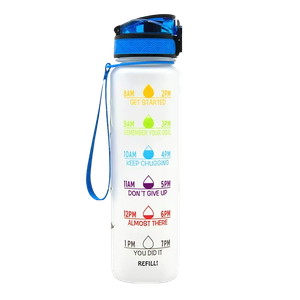 8AM 2PM
GET STARTED
9AM 3PM
REMEMBER YOUR GOAL
10AM 4PM
KEEP CHUGGING
11AM 5PM
DON'T GIVE UP
12PM 6PM
ALMOST THERE
1 PM 7PM
YOU DID IT
REFILL!